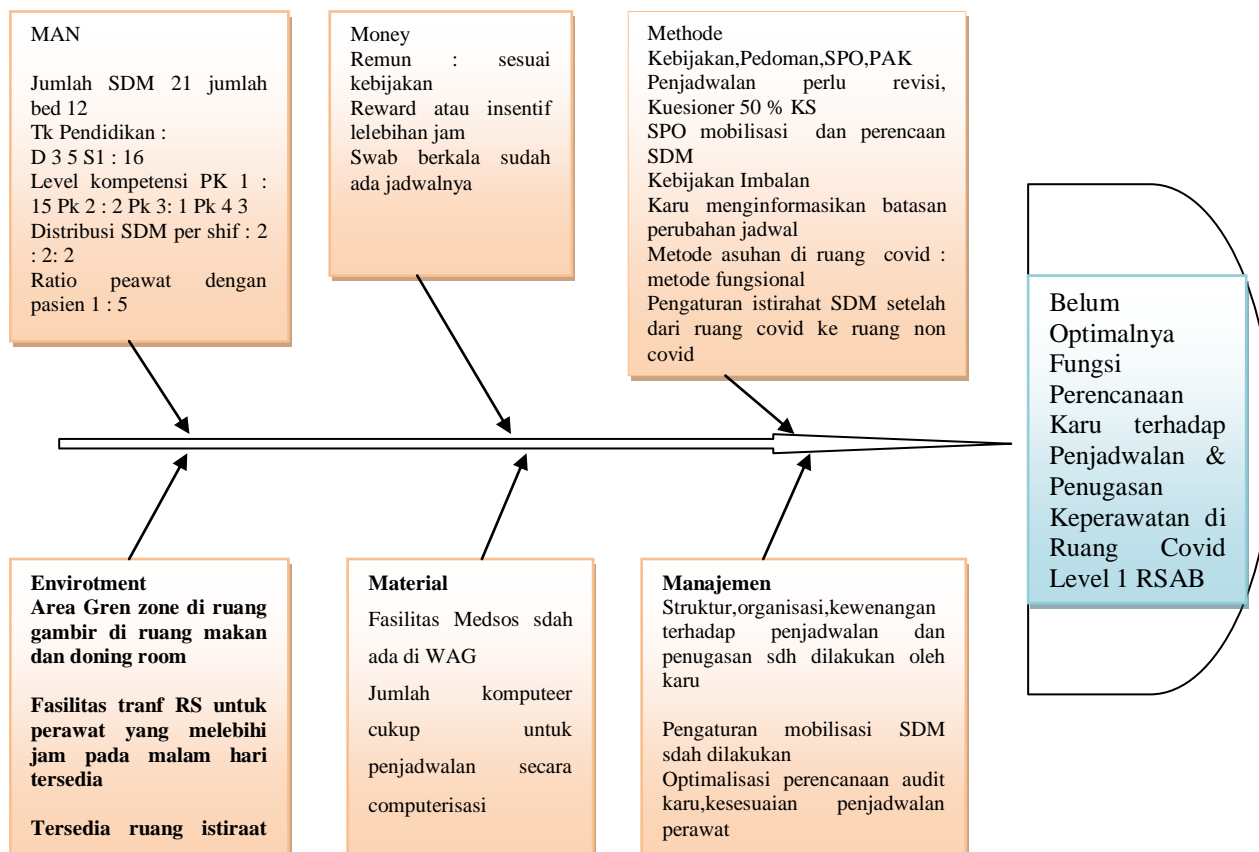 MAN
Jumlah SDM 21 jumlah
bed 12
Tk Pendidikan :
D 3 5 S1 : 16
Level kompetensi PK 1 :
15 Pk 2 : 2 Pk 3: 1 Pk 4 3
Distribusi SDM per shif : 2
: 2: 2
Ratio peawat dengan
pasien 1 : 5
Money
Remun : sesuai
kebijakan
Reward atau insentif
lelebihan jam
Swab berkala sudah
ada jadwalnya
Methode
Kebijakan,Pedoman,SPO,PAK
Penjadwalan perlu revisi,
Kuesioner 50 % KS
SPO mobilisasi dan perencaan
SDM
Kebijakan Imbalan
Karu menginformasikan batasan
perubahan jadwal
Metode asuhan di ruang covid :
metode fungsional
Pengaturan istirahat SDM setelah
dari ruang covid ke ruang non
covid
Belum
Optimalnya
Fungsi
Perencanaan
Karu terhadap
Penjadwalan &
Penugasan
Keperawatan di
Ruang Covid
Level 1 RSAB
Envirotment
Area Gren zone di ruang
gambir di ruang makan
dan doning room
Fasilitas tranf RS untuk
perawat yang melebihi
jam pada malam hari
tersedia
Tersedia ruang istiraat
Material
Fasilitas Medsos sdah
ada di WAG
Jumlah komputeer
cukup untuk
penjadwalan secara
computerisasi
Manajemen
Struktur,organisasi,kewenangan
terhadap penjadwalan dan
penugasan sdh dilakukan oleh
karu
Pengaturan mobilisasi SDM
sdah dilakukan
Optimalisasi perencanaan audit
karu,kesesuaian penjadwalan
perawat